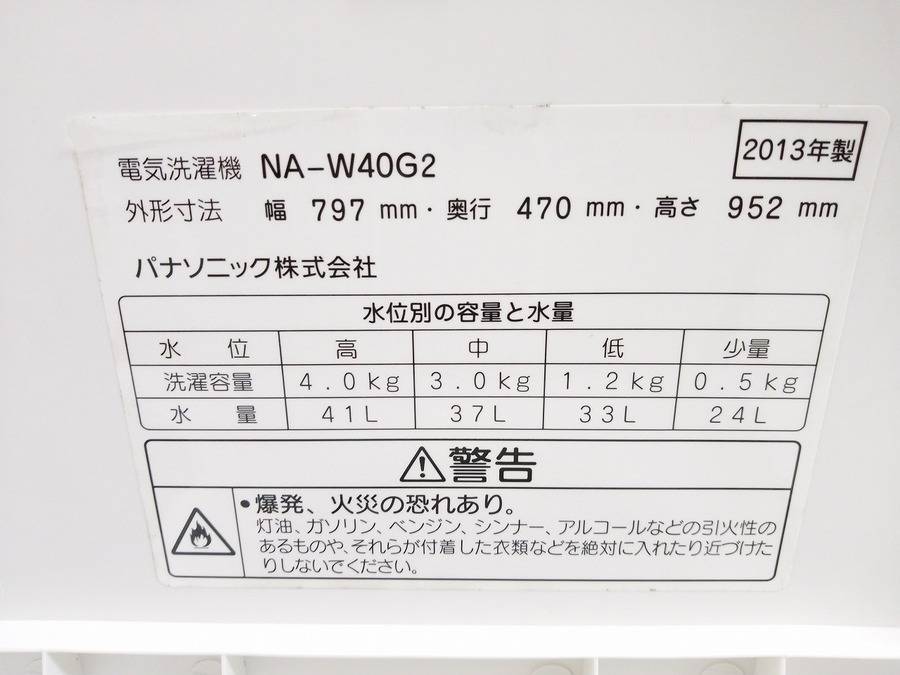 電気洗濯機 NA-W40G2 2013年製
外形寸法 幅 797 mm・奥行 470 mm・高さ 952 mm
パナソニック株式会社
水位別の容量と水量
水 位 高 中 低 少量
洗濯容量 4.0kg 3.0kg 1.2kg 0.5kg
水 量 41L 37L 33L 24L
⚠警告
•爆発、火災の恐れあり。
灯油、ガソリン、ベンジン、シンナー、アルコールなどの引火性の
あるものや、それらが付着した衣類などを絶対に入れたり近づけた
りしないでください。